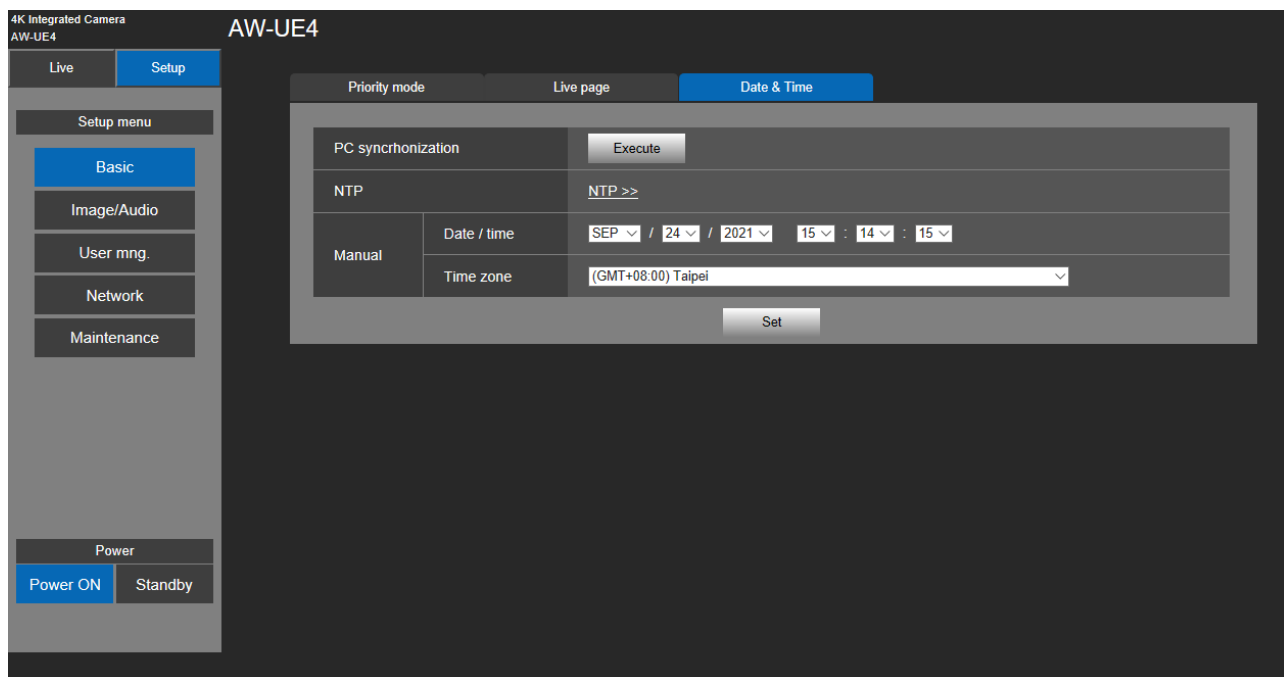 4K Integrated Camera
AW-UE4
AW-UE4
Live Setup
Priority mode Live page Date & Time
Setup menu
Basic
Image/Audio
User mng.
Network
Maintenance
PC syncrhonization Execute
NTP NTP >>
Manual
Date / time SEP / 24 / 2021 15 : 14 : 15
Time zone (GMT+08:00) Taipei
Set
Power
Power ON Standby